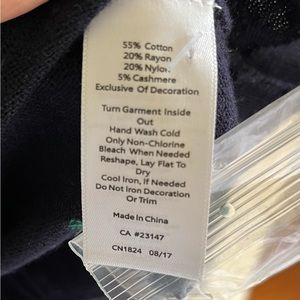 55% Cotton
20% Rayon
20% Nylon
5% Cashmere
Exclusive Of Decoration
Turn Garment Inside
Out
Hand Wash Cold
Only Non-Chlorine
Bleach When Needed
Reshape, Lay Flat To
Dry
Cool Iron, If Needed
Do Not Iron Decoration
Or Trim
Made In China
CA #23147
CN1824 08/17